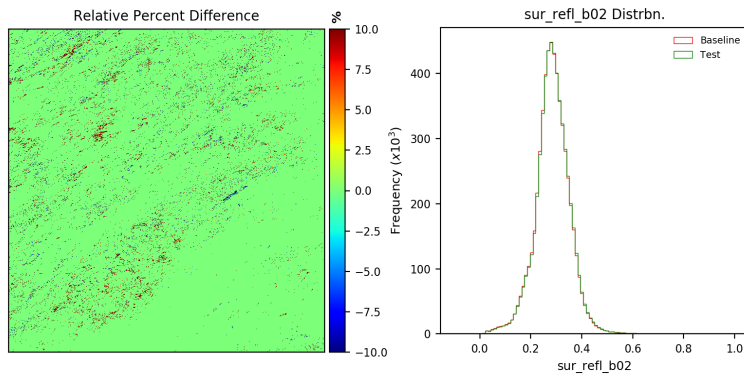 Relative Percent Difference
%
10.0
7.5
5.0
2.5
0.0
−2.5
−5.0
−7.5
−10.0
sur_refl_b02 Distrbn.
Baseline
Test
Frequency (x10^3)
400
300
200
100
0
0.0 0.2 0.4 0.6 0.8 1.0
sur_refl_b02